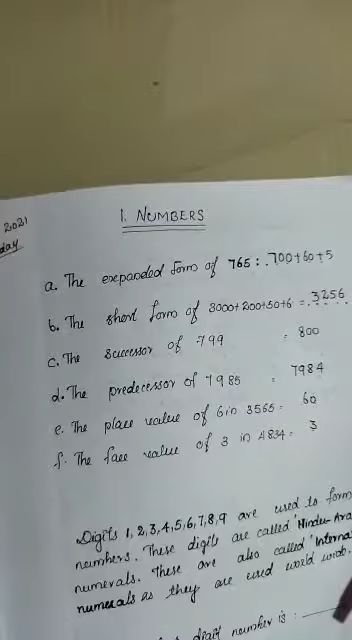 2021
day
1. NUMBERS
a. The expanded form of 765: 700+60+5
b. The short form of 3000+200+50+6 = 3256
c. The successor of 799 = 800
d. The predecessor of 7985 = 7984
e. The place value of 6 in 3565 = 60
f. The face value of 3 in 4834 = 3
Digits 1,2,3,4,5,6,7,8,9 are used to form
numbers. These digits are called 'Hindu-Ara
numerals. These are also called 'Interna
numerals as they are used world wide.
digit number is :